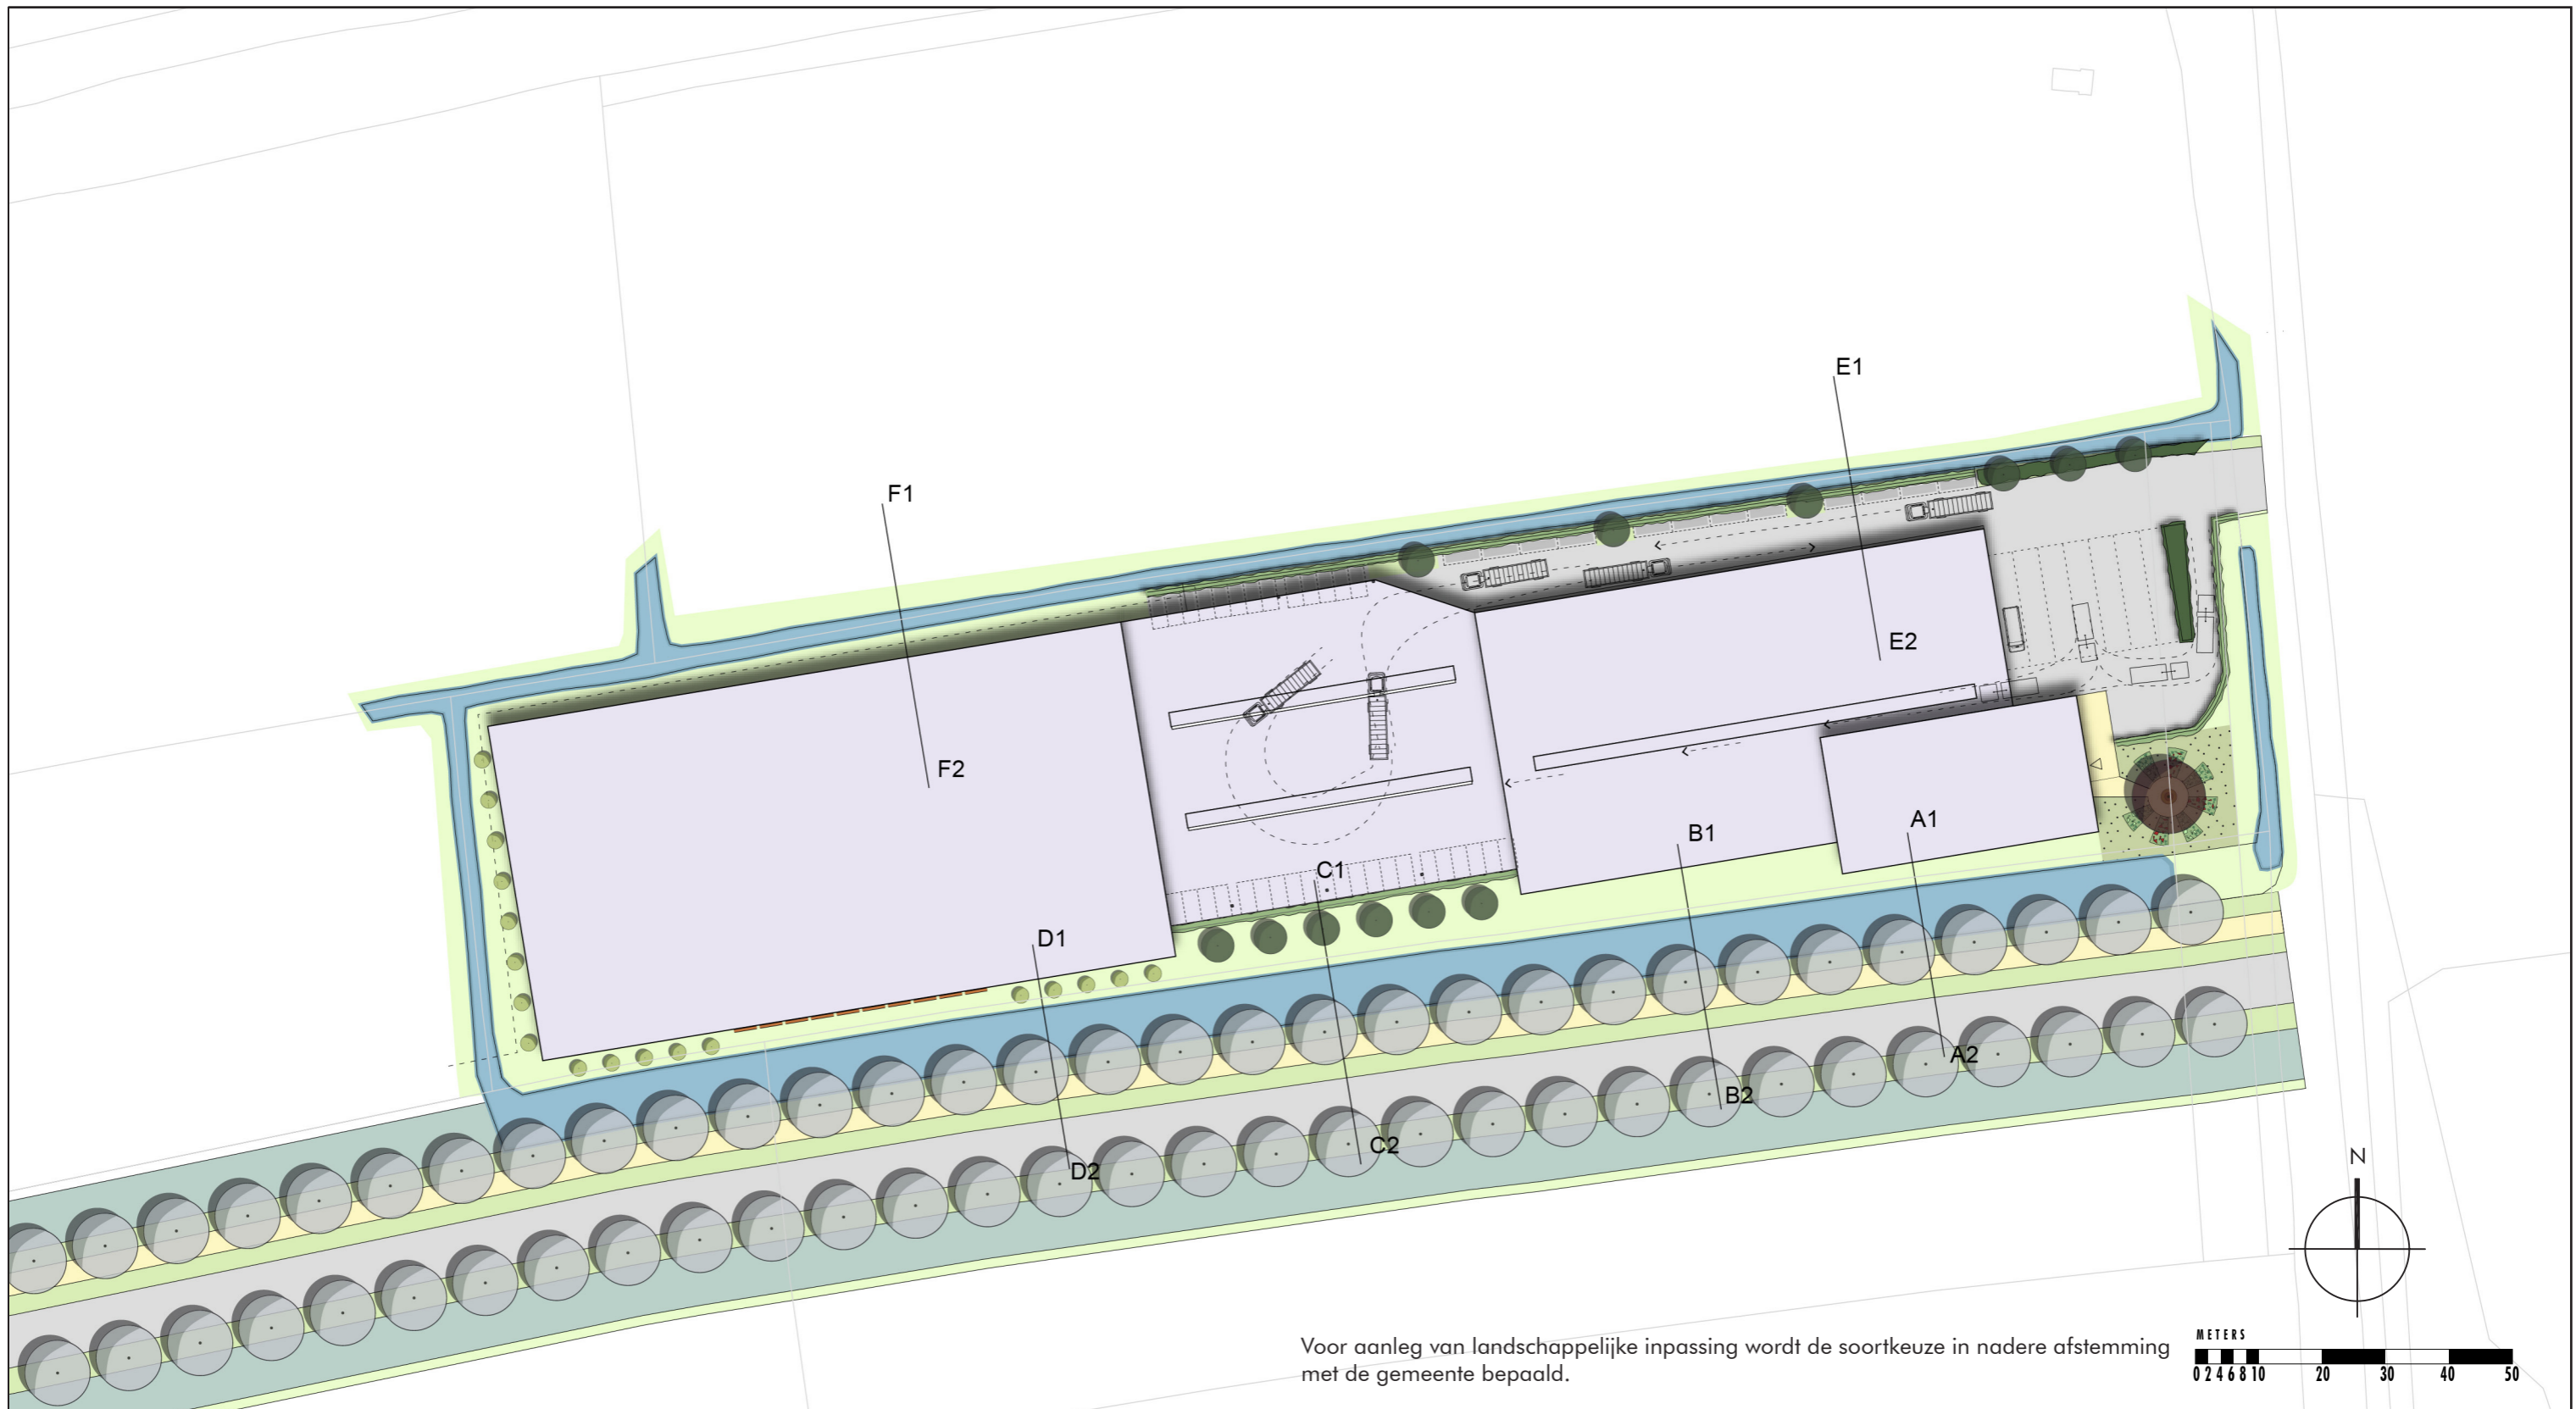 E1
F1
E2
F2
A1
B1
C1
D1
A2
B2
C2
D2
N
Voor aanleg van landschappelijke inpassing wordt de soortkeuze in nadere afstemming
met de gemeente bepaald.
METERS
0 2 4 6 8 10 20 30 40 50